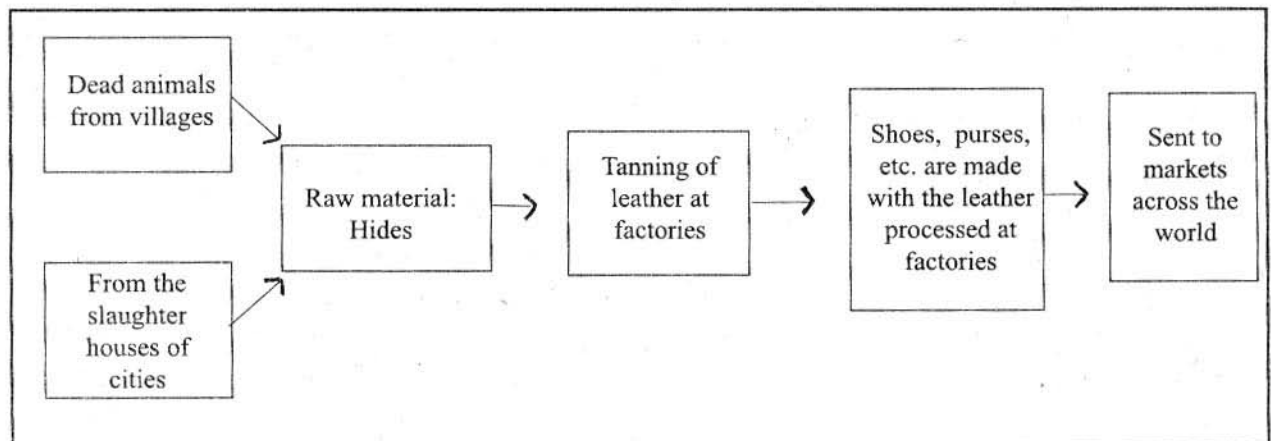 Dead animals
from villages
From the
slaughter
houses of
cities
Raw material:
Hides
Tanning of
leather at
factories
Shoes, purses,
etc. are made
with the leather
processed at
factories
Sent to
markets
across the
world